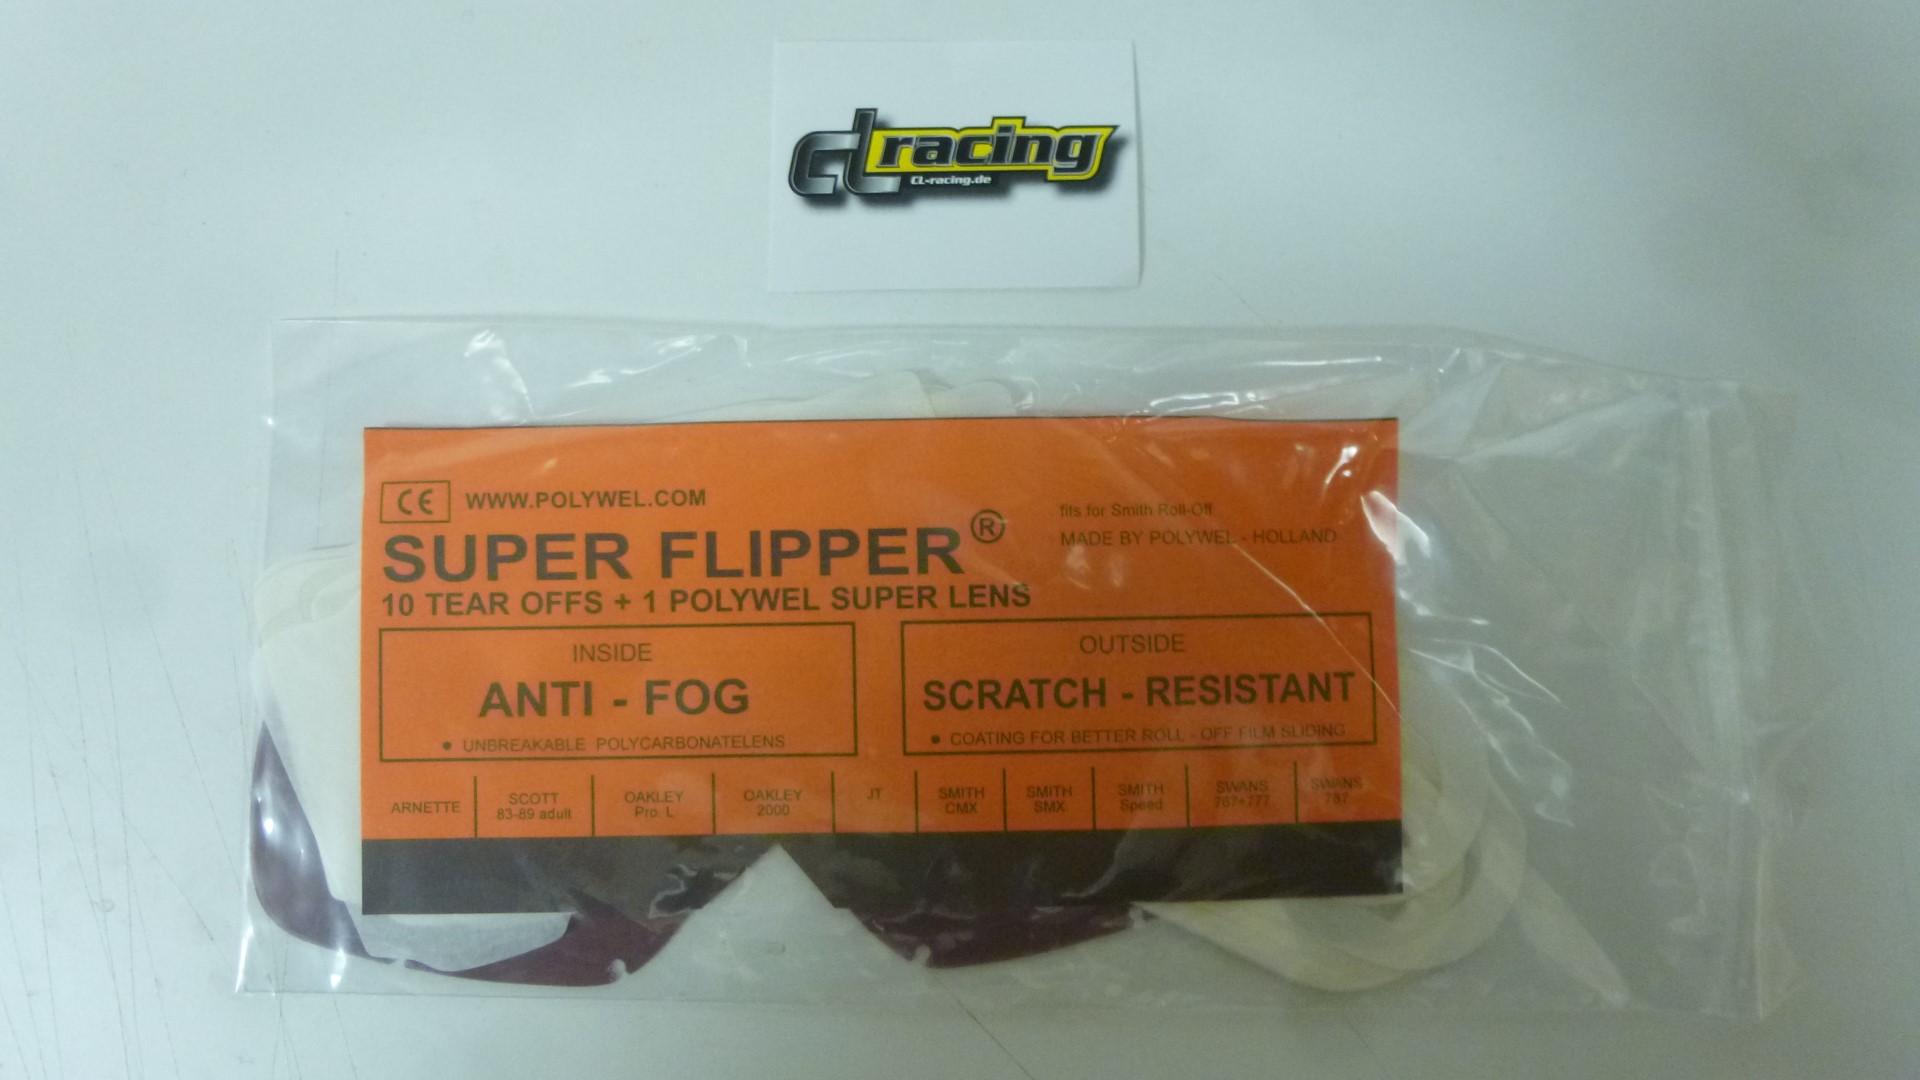 cl racing
CL-racing.de
CE WWW.POLYWEL.COM
fits for Smith Roll-Off
SUPER FLIPPER®
MADE BY POLYWEL - HOLLAND
10 TEAR OFFS + 1 POLYWEL SUPER LENS
INSIDE
ANTI - FOG
• UNBREAKABLE POLYCARBONATELENS
OUTSIDE
SCRATCH - RESISTANT
• COATING FOR BETTER ROLL - OFF FILM SLIDING
ARNETTE
SCOTT
83-89 adult
OAKLEY
Pro. L
OAKLEY
2000
JT
SMITH
CMX
SMITH
SMX
SMITH
Speed
SWANS
767+777
SWANS
787